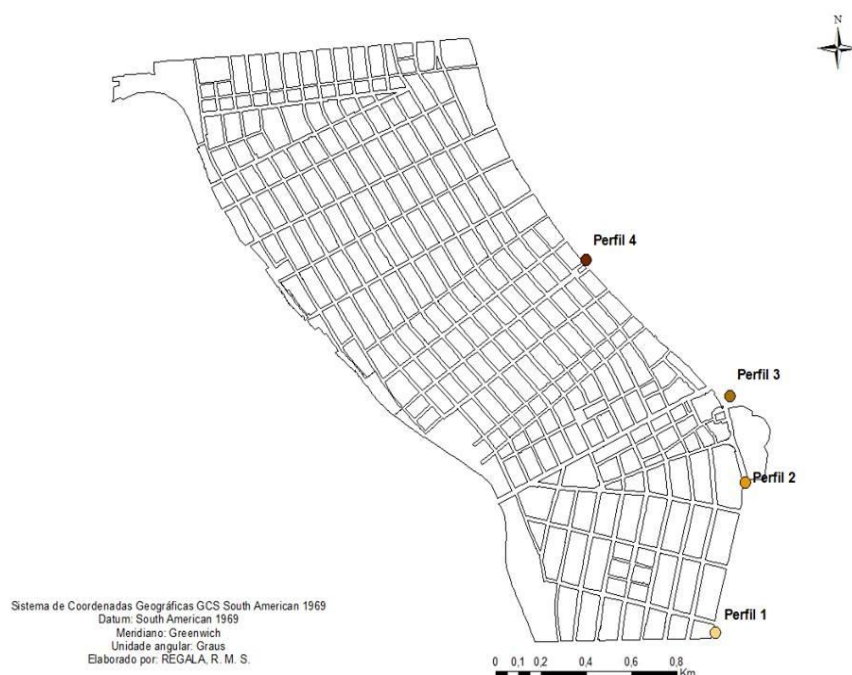 N
Perfil 4
Perfil 3
Perfil 2
Perfil 1
Sistema de Coordenadas Geográficas GCS South American 1969
Datum: South American 1969
Meridiano: Greenwich
Unidade angular: Graus
Elaborado por: REGALA, R. M. S.
0 0,1 0,2 0,4 0,6 0,8
Km